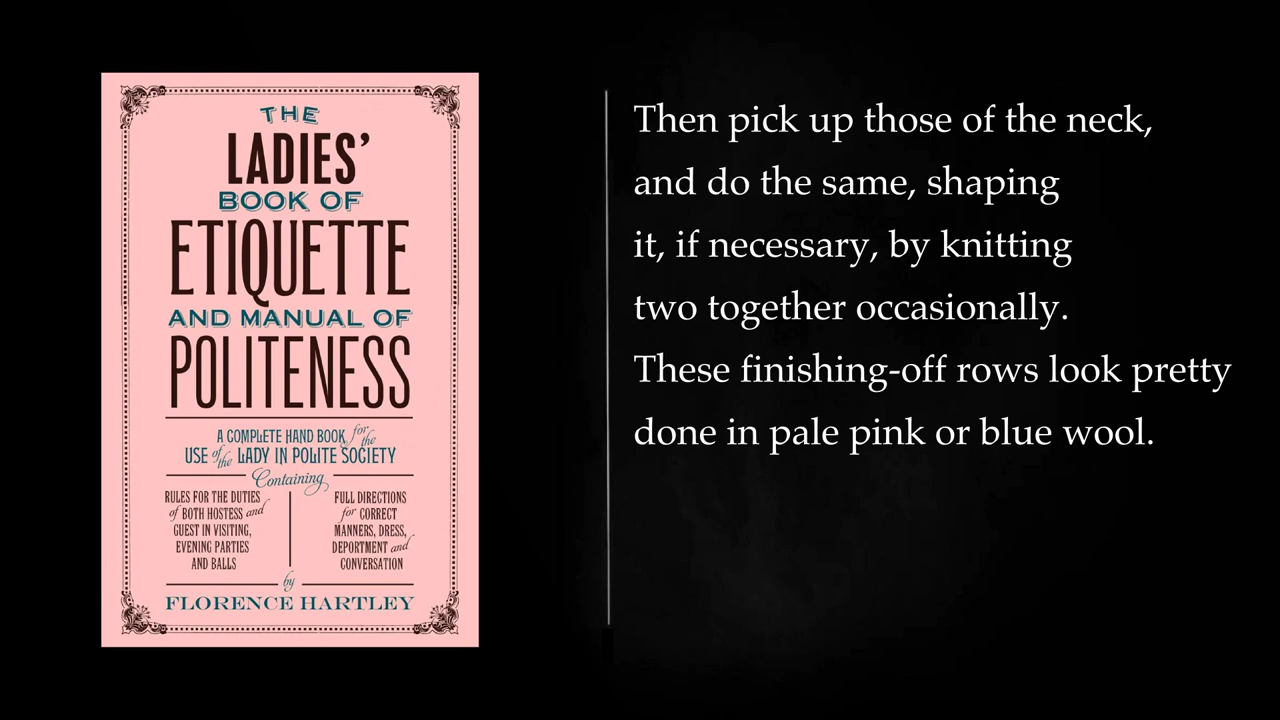 THE
LADIES'
BOOK OF
ETIQUETTE
AND MANUAL OF
POLITENESS
A COMPLETE HAND BOOK for the
USE of the LADY IN POLITE SOCIETY
Containing
RULES FOR THE DUTIES
of BOTH HOSTESS and
GUEST IN VISITING,
EVENING PARTIES
AND BALLS
FULL DIRECTIONS
for CORRECT
MANNERS, DRESS,
DEPORTMENT and
CONVERSATION
by
FLORENCE HARTLEY
Then pick up those of the neck,
and do the same, shaping
it, if necessary, by knitting
two together occasionally.
These finishing-off rows look pretty
done in pale pink or blue wool.